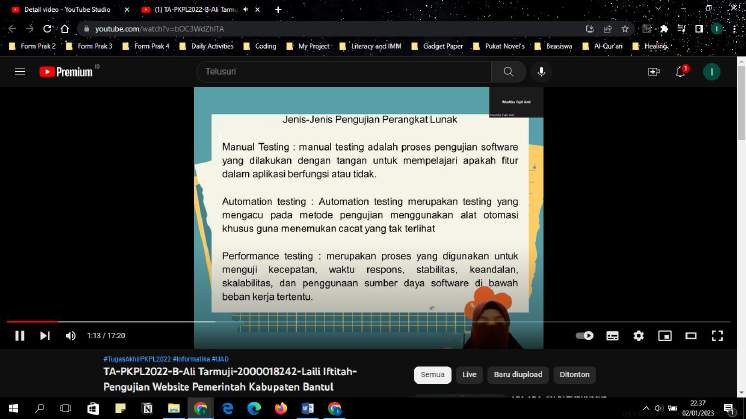 Detail video - YouTube Studio
(1) TA-PKPL2022-B-Ali Tarmu
youtube.com/watch?v=bOC3WdZhITA
Form Prak 2
Form Prak 3
Form Prak 4
Daily Activities
Coding
My Project
Literacy and IMM
Gadget Paper
Pukat Novel's
Beasiswa
Al-Qur'an
Healing
Premium
ID
Telusuri
1
I
Jenis-Jenis Pengujian Perangkat Lunak
Manual Testing : manual testing adalah proses pengujian software
yang dilakukan dengan tangan untuk mempelajari apakah fitur
dalam aplikasi berfungsi atau tidak.
Automation testing : Automation testing merupakan testing yang
mengacu pada metode pengujian menggunakan alat otomasi
khusus guna menemukan cacat yang tak terlihat
Performance testing : merupakan proses yang digunakan untuk
menguji kecepatan, waktu respons, stabilitas, keandalan,
skalabilitas, dan penggunaan sumber daya software di bawah
beban kerja tertentu.
1:13 / 17:20
#TugasAkhirPKPL2022 #Informatika #UAD
TA-PKPL2022-B-Ali Tarmuji-2000018242-Laili Iftitah-
Pengujian Website Pemerintah Kabupaten Bantul
Semua
Live
Baru diupload
Ditonton
22.37
02/01/2023